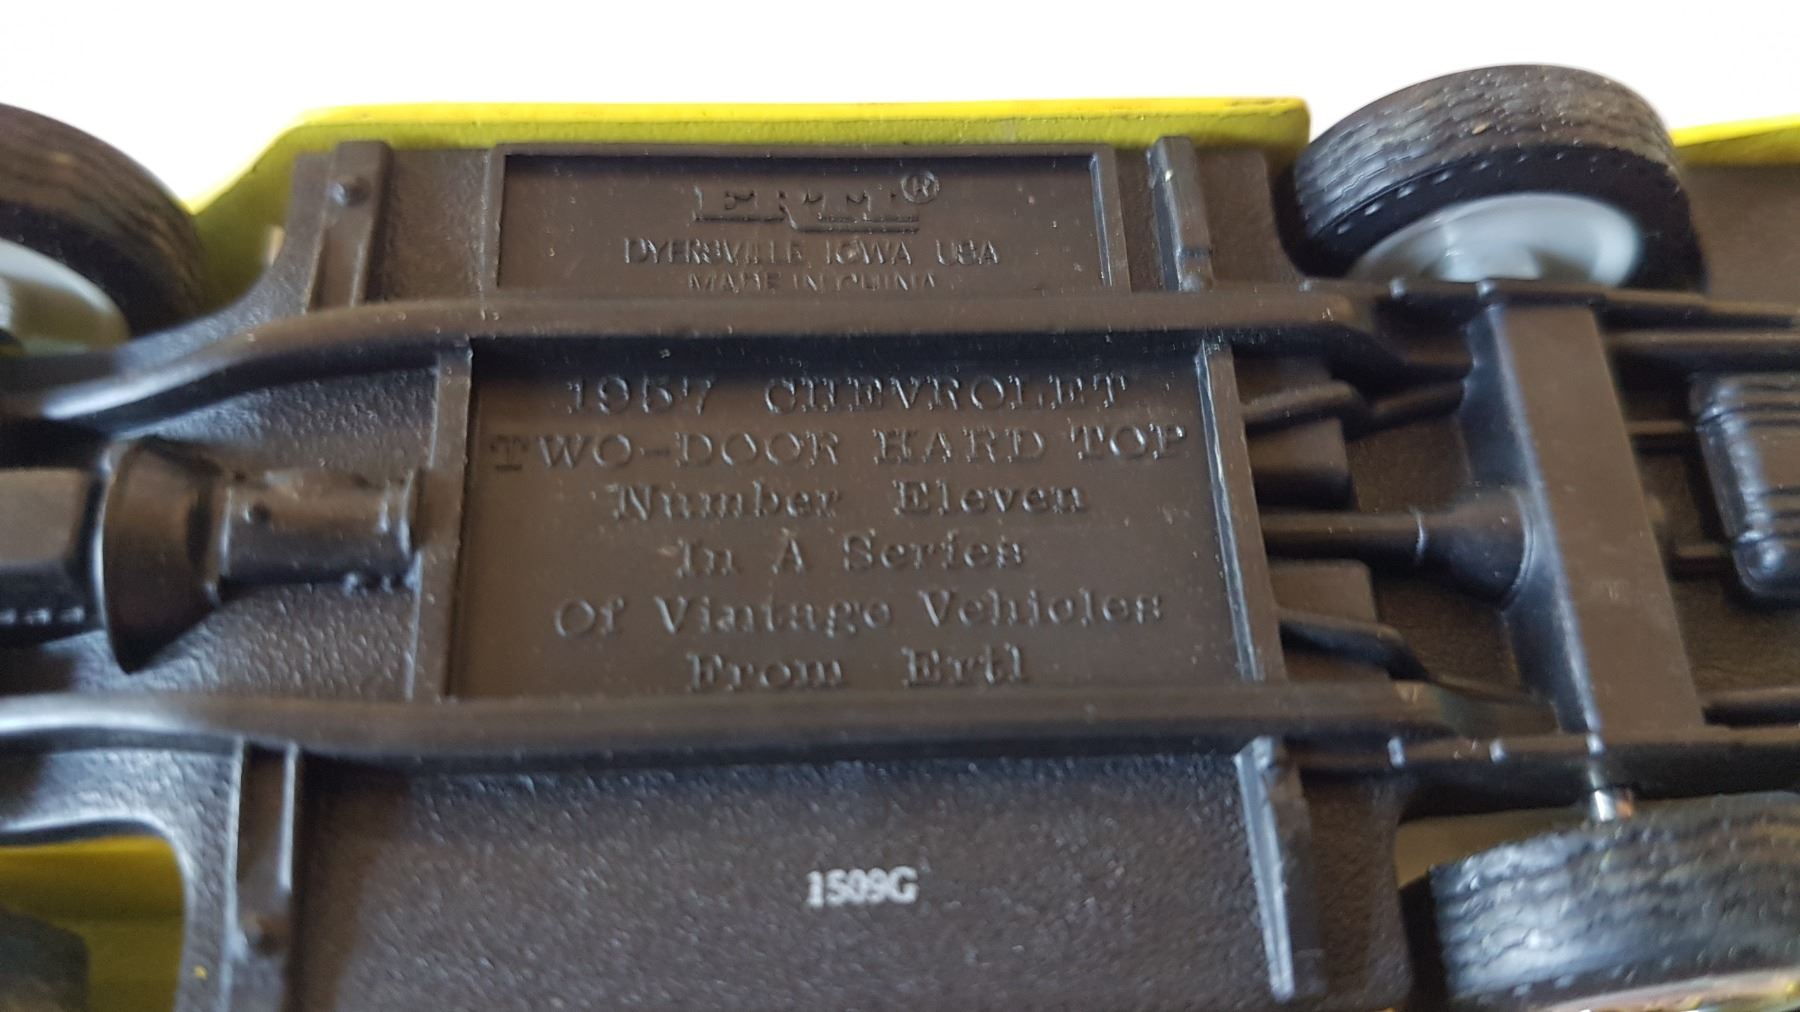 ERTL®
DYERSVILLE, IOWA USA
MADE IN CHINA
1957 CHEVROLET
TWO-DOOR HARD TOP
Number Eleven
In A Series
Of Vintage Vehicles
From Ertl
1509G